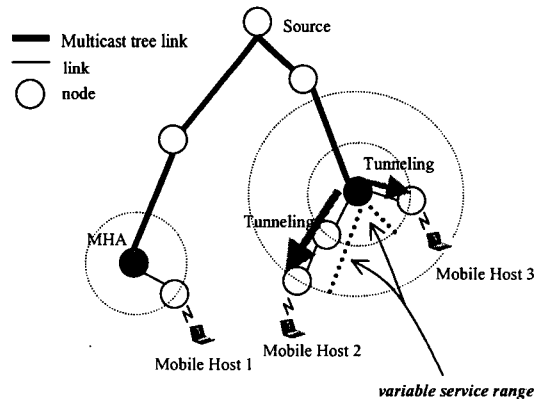 Source
Multicast tree link
link
node
Tunneling
Tunneling
MHA
Mobile Host 3
Mobile Host 2
Mobile Host 1
variable service range